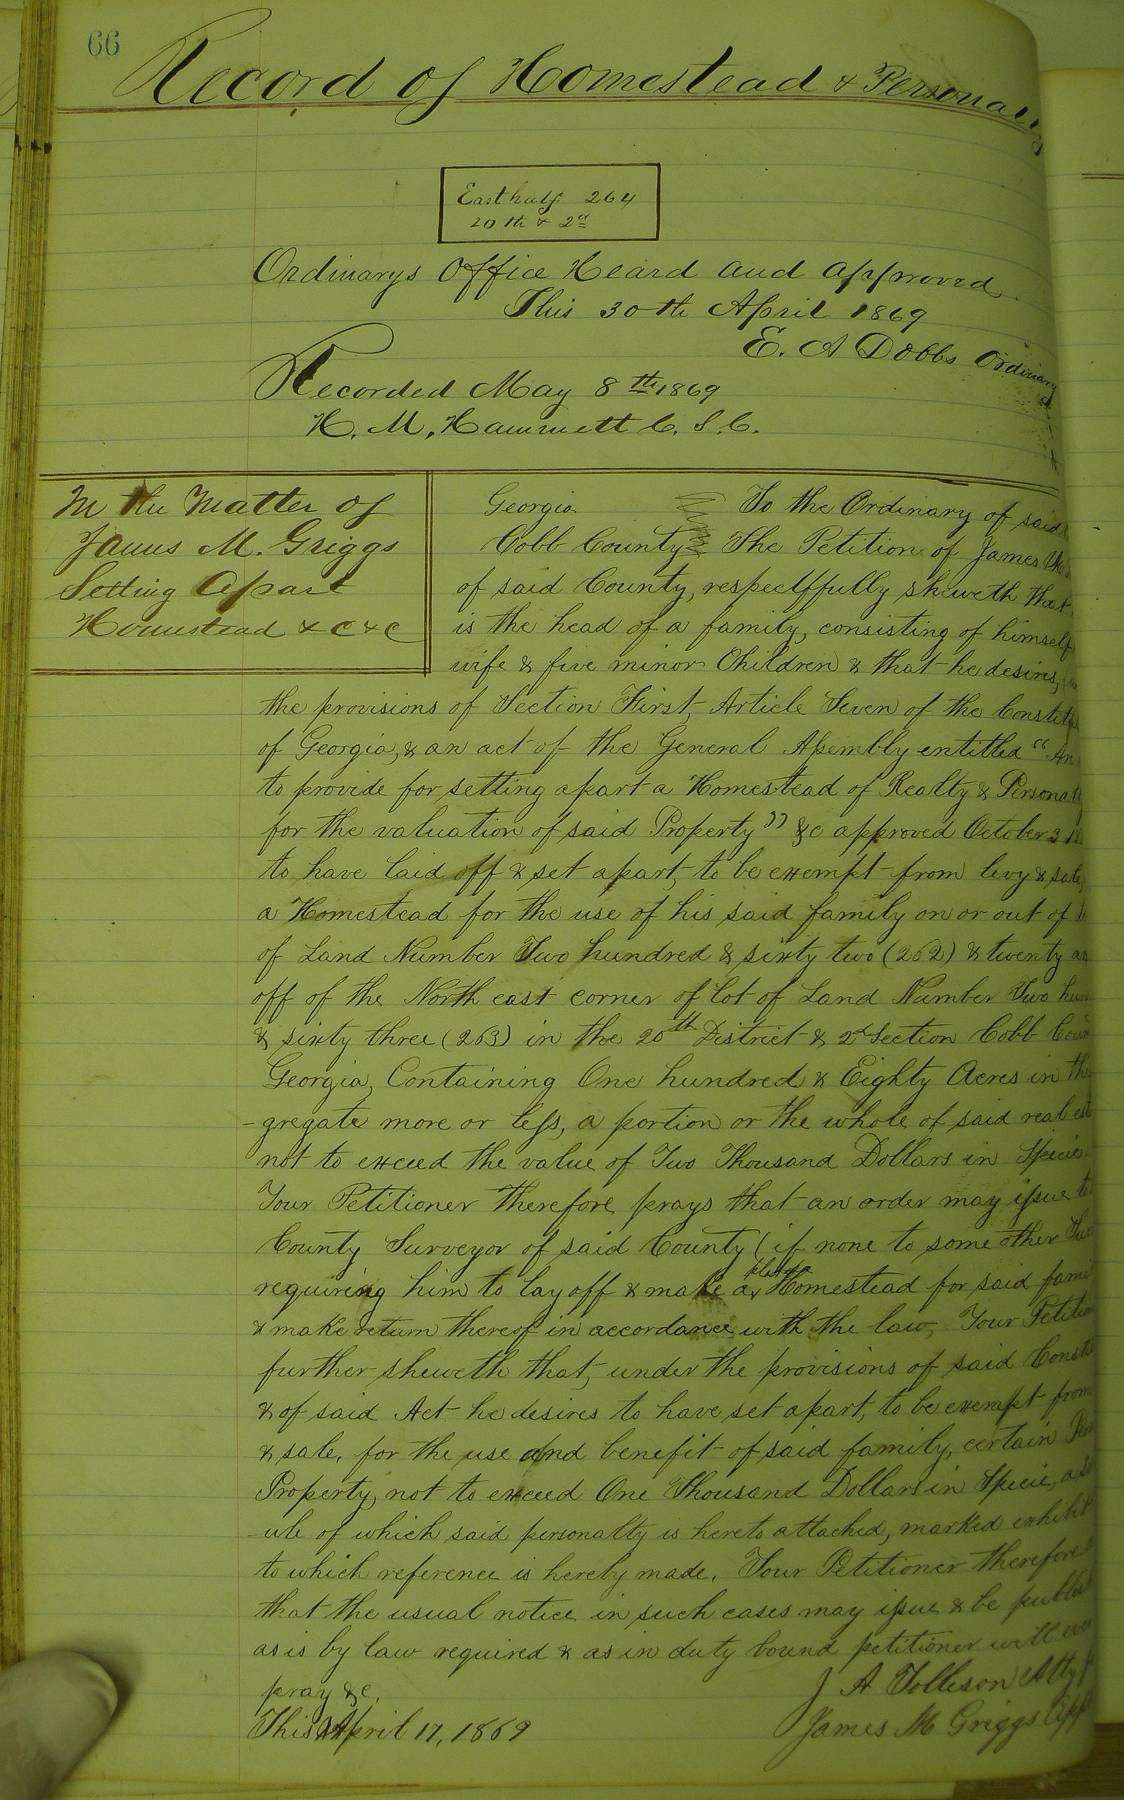 66
Record of Homestead & Personalty
East half 264
20th & 2d
Ordinarys Office Heard and approved.
This 30th April 1869
E. A Dobbs Ordinary
Recorded May 8th 1869
H. M. Hammett C. S. C.
In the Matter of
James M. Griggs
Setting Apart
Homestead & c & c
Georgia To the Ordinary of said
Cobb County The Petition of James
of said County, respectffully sheweth that
is the head of a family, consisting of himself
wife & five minor Children & that he desires,
the provisions of Section First, Article Seven of the
of Georgia, & an act of the General Assembly entitled "An
to provide for setting apart a Homestead of Realty & Personalty
for the valuation of said Property" &c approved October 3
to have laid off & set apart, to be exempt from levy & sale,
a Homestead for the use of his said family on or out of
of Land Number Two hundred & sixty two (262) & twenty
off of the North east corner of lot of Land Number Two
& sixty three (263) in the 20th District & 2d Section Cobb
Georgia, Containing One hundred & Eighty Acres in the
-gregate more or less, a portion or the whole of said real
not to exceed the value of Two Thousand Dollars in Specie.
Your Petitioner therefore prays that an order may issue to
County Surveyor of said County (if none to some other
requireing him to lay off & make a Homestead for said
& make return thereof in accordance with the law, Your
further sheweth that, under the provisions of said
& of said Act he desires to have set apart, to be exempt from
& sale, for the use and benefit of said family, certain
Property, not to exceed One Thousand Dollars in Specie, a
-ule of which said personalty is hereto attached, marked exhibit
to which reference is hereby made. Your Petitioner therefore
that the usual notice in such cases may issue & be
as is by law required & as in duty bound petitioner will
pray &c.
J A Tolleson Atty
This April 17, 1869
James M Griggs